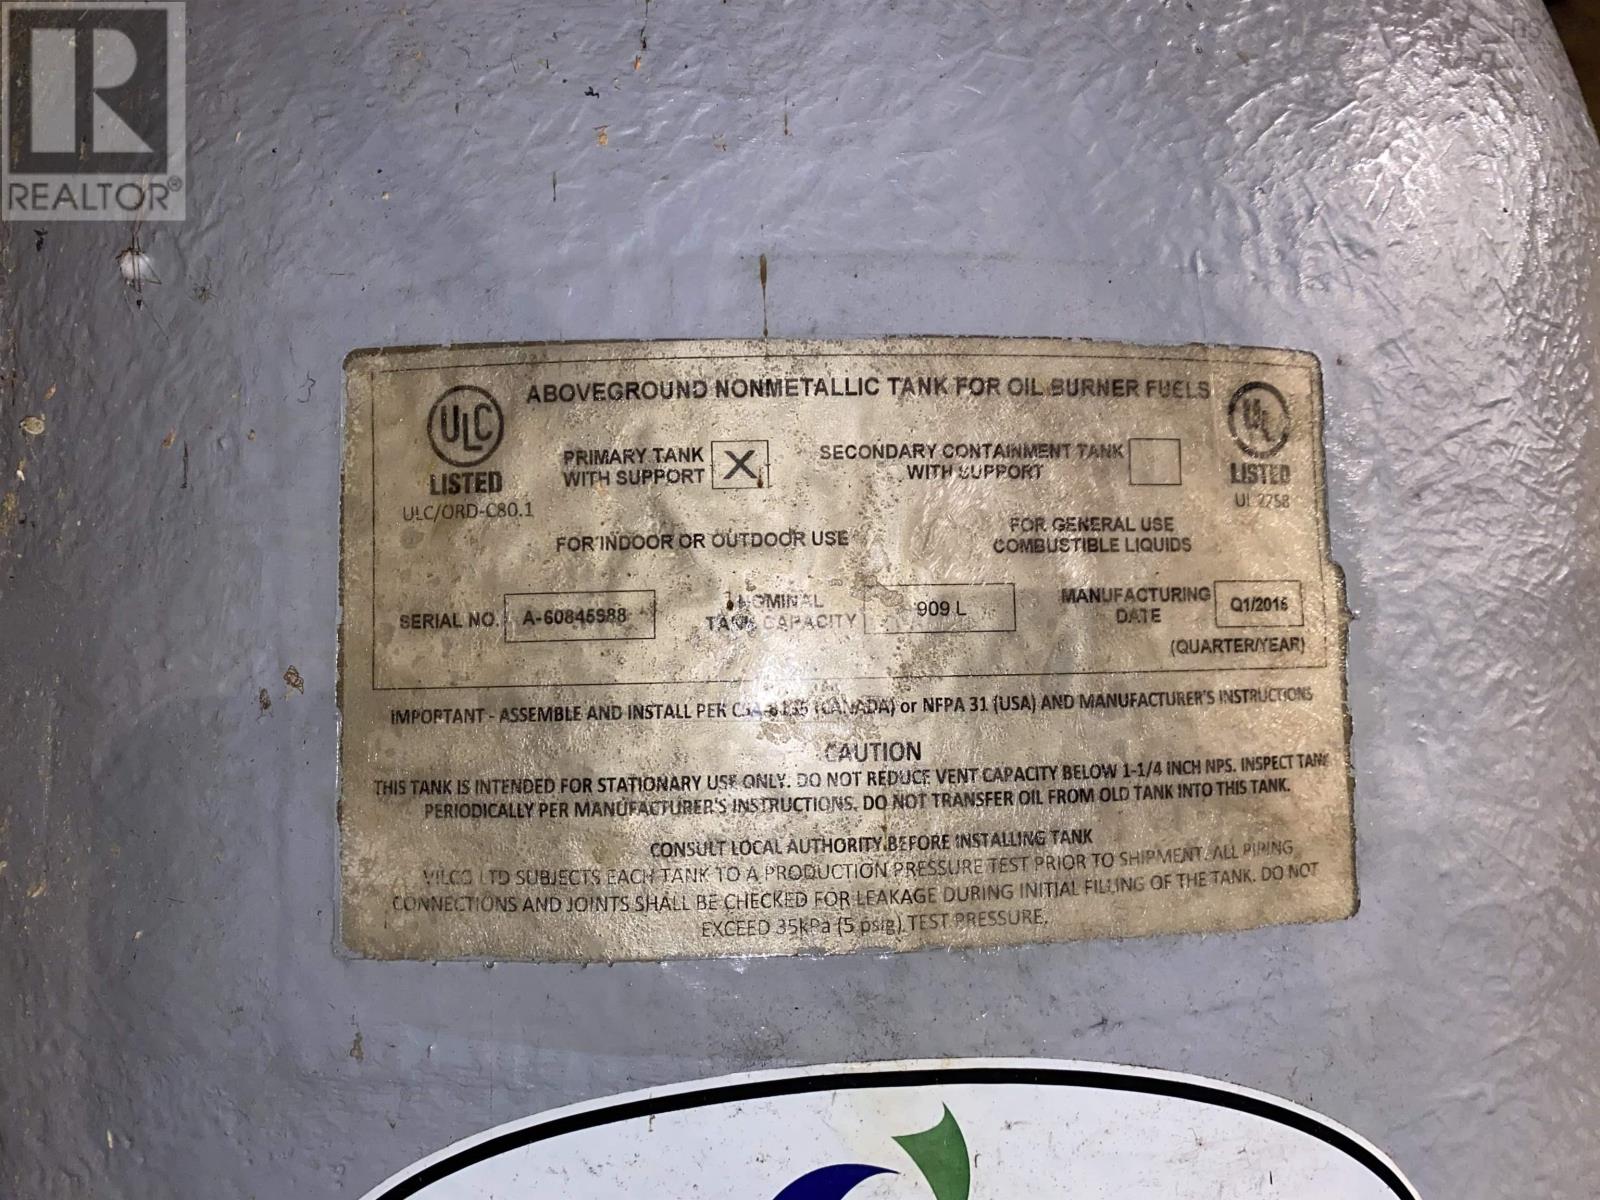 R
REALTOR®
ABOVEGROUND NONMETALLIC TANK FOR OIL BURNER FUELS
ULC
LISTED
ULC/ORD-C80.1
PRIMARY TANK
WITH SUPPORT
X
SECONDARY CONTAINMENT TANK
WITH SUPPORT
UL
LISTED
UL 2258
FOR INDOOR OR OUTDOOR USE
FOR GENERAL USE
COMBUSTIBLE LIQUIDS
SERIAL NO. A-60845988
NOMINAL
TANK CAPACITY
909 L
MANUFACTURING
DATE
Q1/2016
(QUARTER/YEAR)
IMPORTANT - ASSEMBLE AND INSTALL PER CSA-B139 (CANADA) or NFPA 31 (USA) AND MANUFACTURER'S INSTRUCTIONS
CAUTION
THIS TANK IS INTENDED FOR STATIONARY USE ONLY. DO NOT REDUCE VENT CAPACITY BELOW 1-1/4 INCH NPS. INSPECT TANK
PERIODICALLY PER MANUFACTURER'S INSTRUCTIONS. DO NOT TRANSFER OIL FROM OLD TANK INTO THIS TANK.
CONSULT LOCAL AUTHORITY BEFORE INSTALLING TANK
LTD SUBJECTS EACH TANK TO A PRODUCTION PRESSURE TEST PRIOR TO SHIPMENT. ALL PIPING
CONNECTIONS AND JOINTS SHALL BE CHECKED FOR LEAKAGE DURING INITIAL FILLING OF THE TANK. DO NOT
EXCEED 35kPa (5 psig) TEST PRESSURE.